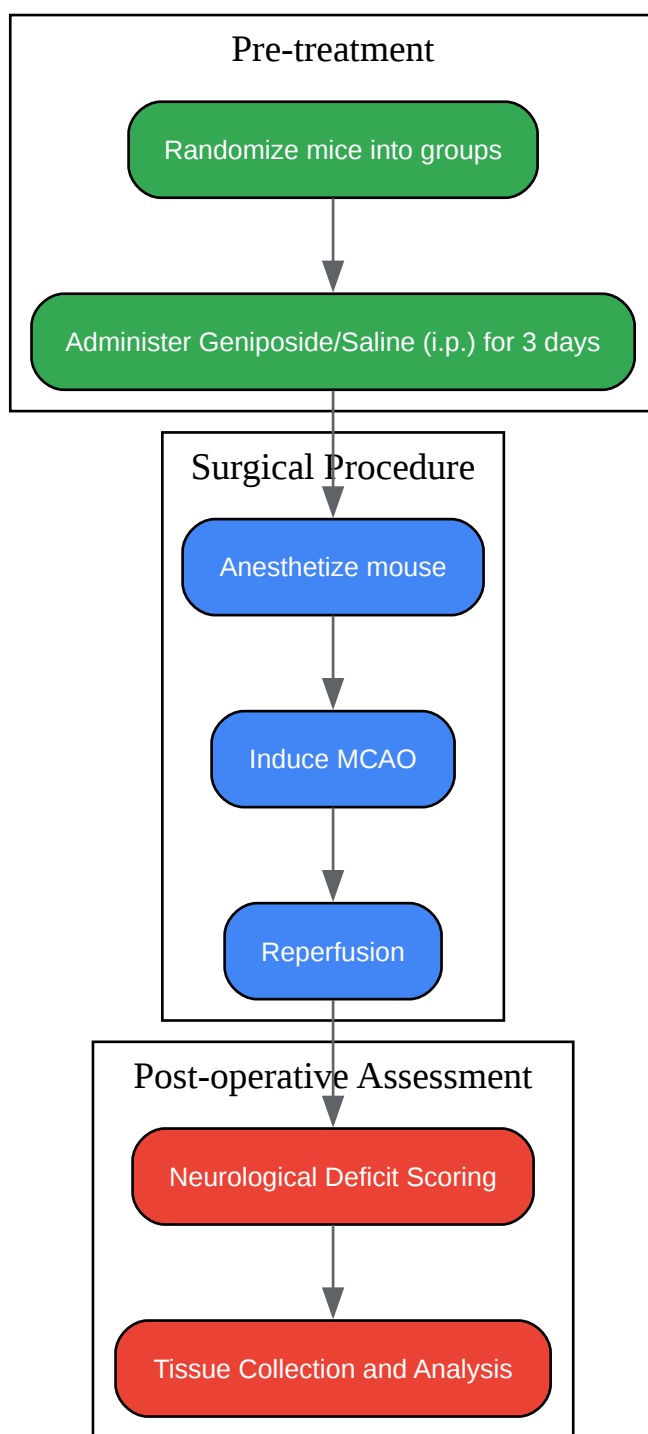 Pre-treatment
Randomize mice into groups
Administer Geniposide/Saline (i.p.) for 3 days
Surgical Procedure
Anesthetize mouse
Induce MCAO
Reperfusion
Post-operative Assessment
Neurological Deficit Scoring
Tissue Collection and Analysis